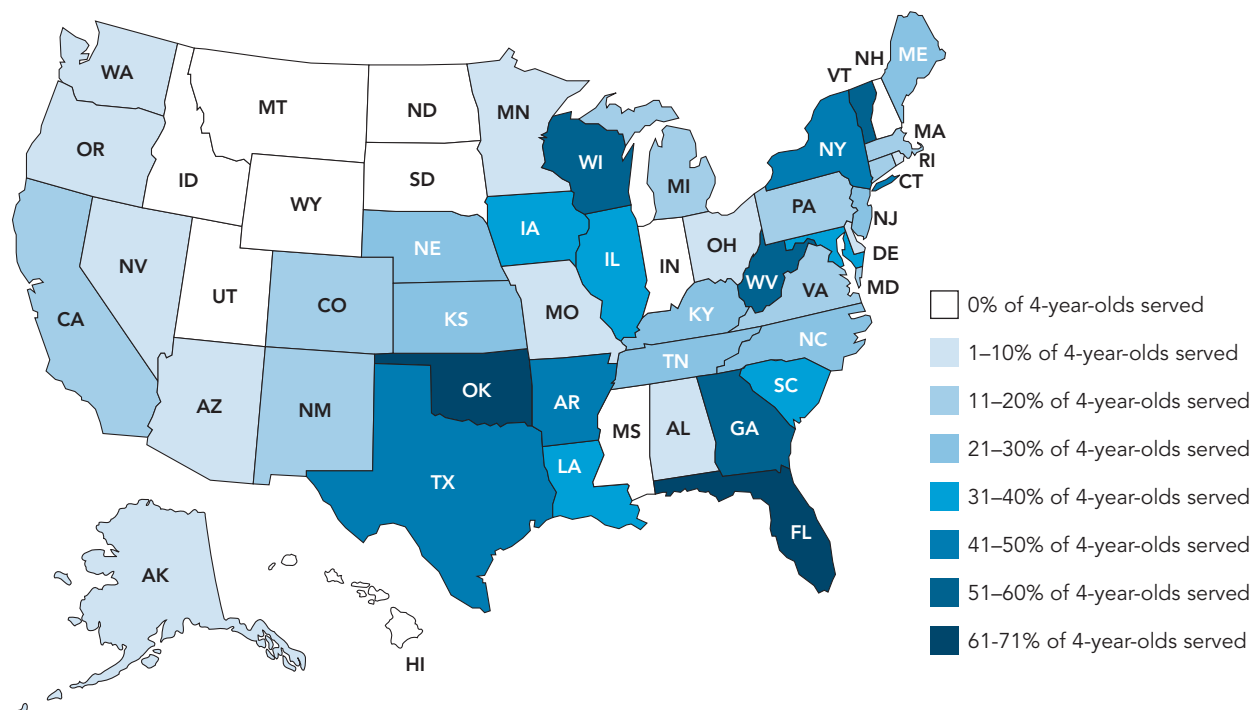 WA
MT
ND
MN
OR
ID
SD
WY
WI
MI
NY
VT
NH
ME
MA
RI
CT
NV
UT
CO
CA
NE
IA
IL
IN
OH
PA
NJ
DE
MD
WV
VA
KS
MO
KY
TN
NC
AZ
NM
OK
AR
SC
MS
AL
GA
TX
LA
FL
AK
HI
0% of 4-year-olds served
1–10% of 4-year-olds served
11–20% of 4-year-olds served
21–30% of 4-year-olds served
31–40% of 4-year-olds served
41–50% of 4-year-olds served
51–60% of 4-year-olds served
61-71% of 4-year-olds served